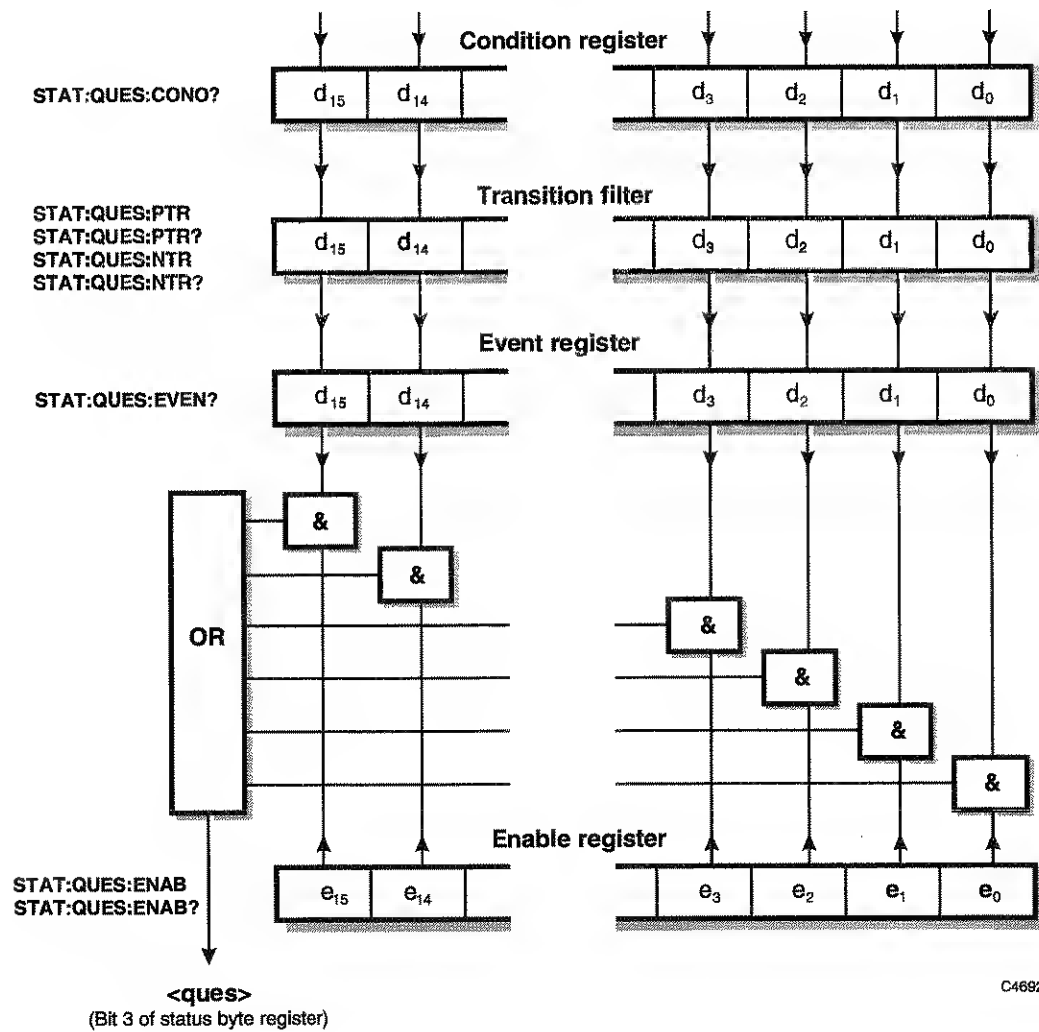 Condition register
STAT:QUES:CONO?
d15 d14 d3 d2 d1 d0
Transition filter
STAT:QUES:PTR
STAT:QUES:PTR?
STAT:QUES:NTR
STAT:QUES:NTR?
d15 d14 d3 d2 d1 d0
Event register
STAT:QUES:EVEN?
d15 d14 d3 d2 d1 d0
&
&
OR
&
&
&
&
Enable register
STAT:QUES:ENAB
STAT:QUES:ENAB?
e15 e14 e3 e2 e1 e0
<ques>
(Bit 3 of status byte register)
C4692